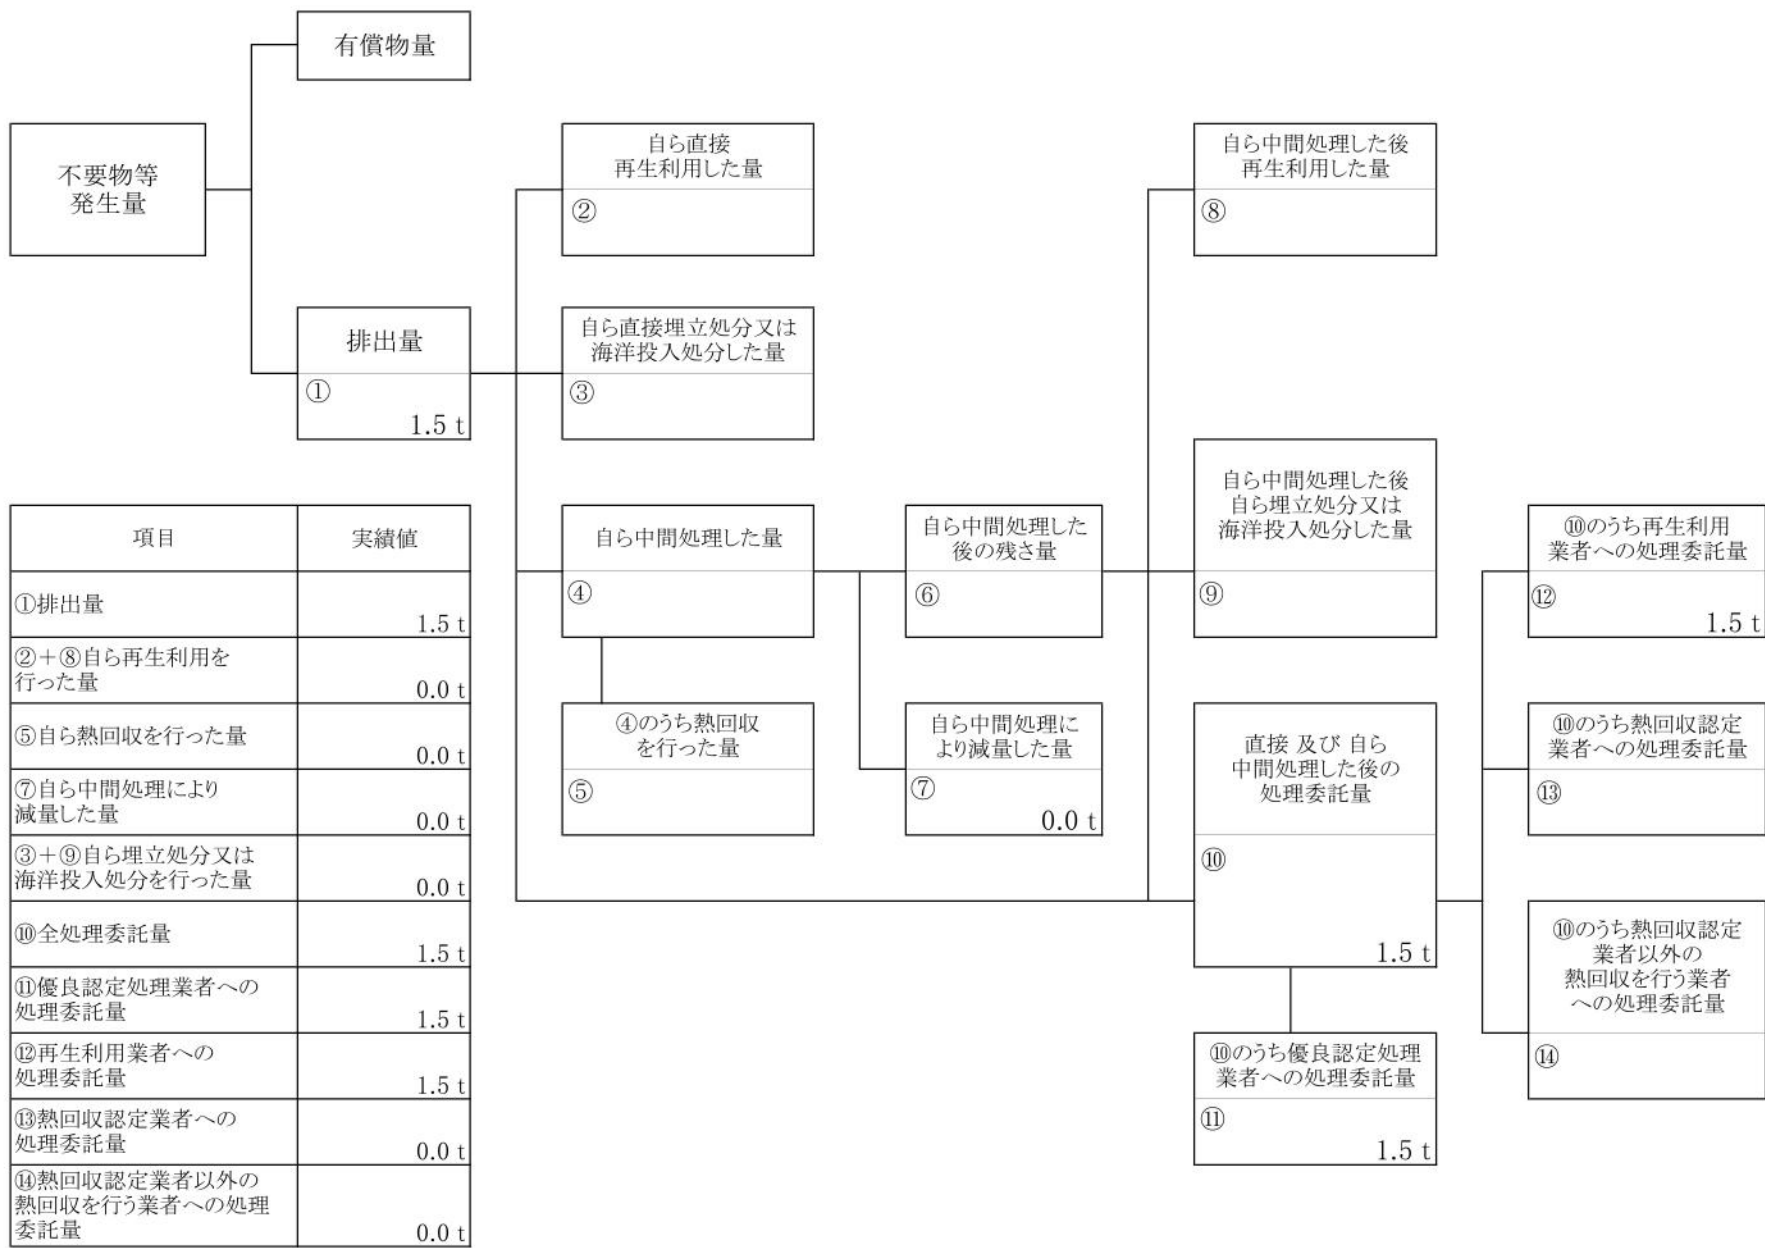 有償物量
不要物等
発生量
自ら直接
再生利用した量
②
自ら中間処理した後
再生利用した量
⑧
排出量
①
1.5 t
自ら直接埋立処分又は
海洋投入処分した量
③
自ら中間処理した量
④
自ら中間処理した
後の残さ量
⑥
自ら中間処理した後
自ら埋立処分又は
海洋投入処分した量
⑨
⑩のうち再生利用
業者への処理委託量
⑫
1.5 t
④のうち熱回収
を行った量
⑤
自ら中間処理に
より減量した量
⑦
0.0 t
直接 及び 自ら
中間処理した後の
処理委託量
⑩
1.5 t
⑩のうち熱回収認定
業者への処理委託量
⑬
⑩のうち熱回収認定
業者以外の
熱回収を行う業者
への処理委託量
⑭
⑩のうち優良認定処理
業者への処理委託量
⑪
1.5 t
項目 実績値
①排出量
1.5 t
②＋⑧自ら再生利用を
行った量
0.0 t
⑤自ら熱回収を行った量
0.0 t
⑦自ら中間処理により
減量した量
0.0 t
③＋⑨自ら埋立処分又は
海洋投入処分を行った量
0.0 t
⑩全処理委託量
1.5 t
⑪優良認定処理業者への
処理委託量
1.5 t
⑫再生利用業者への
処理委託量
1.5 t
⑬熱回収認定業者への
処理委託量
0.0 t
⑭熱回収認定業者以外の
熱回収を行う業者への処理
委託量
0.0 t